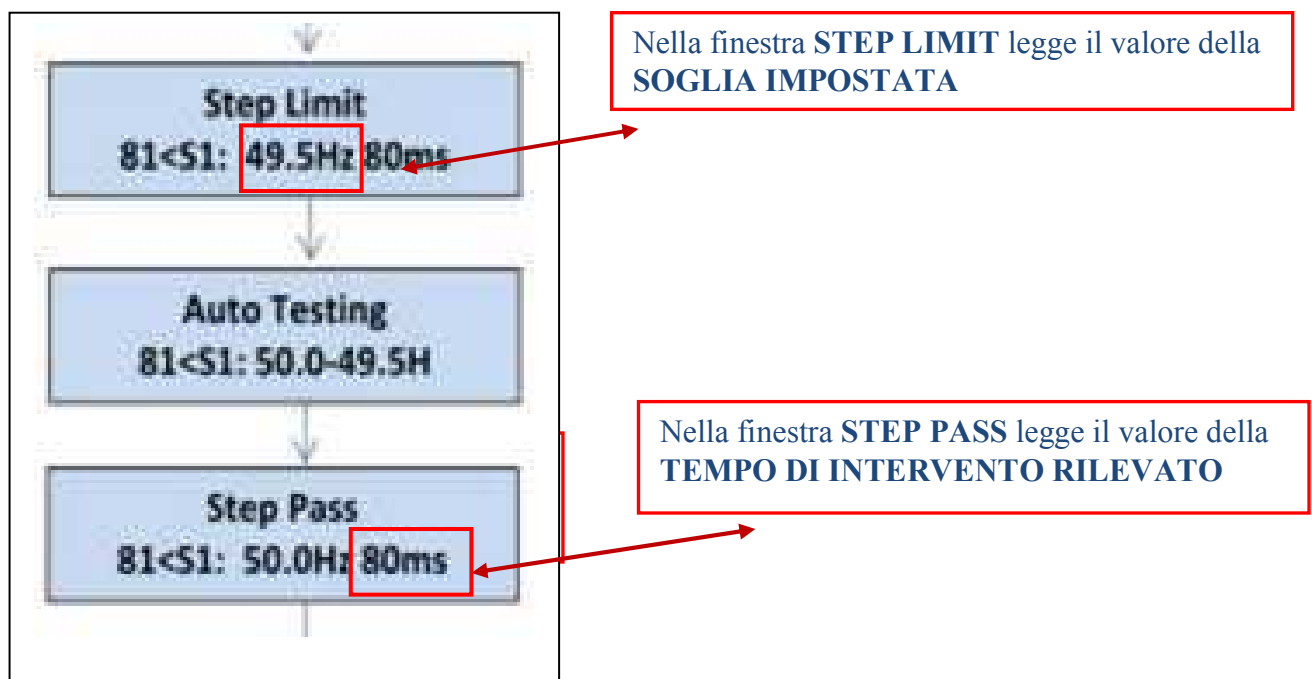 Nella finestra STEP LIMIT legge il valore della
SOGLIA IMPOSTATA
Step Limit
81<S1: 49.5Hz 80ms
Auto Testing
81<S1: 50.0-49.5H
Nella finestra STEP PASS legge il valore della
TEMPO DI INTERVENTO RILEVATO
Step Pass
81<S1: 50.0Hz 80ms